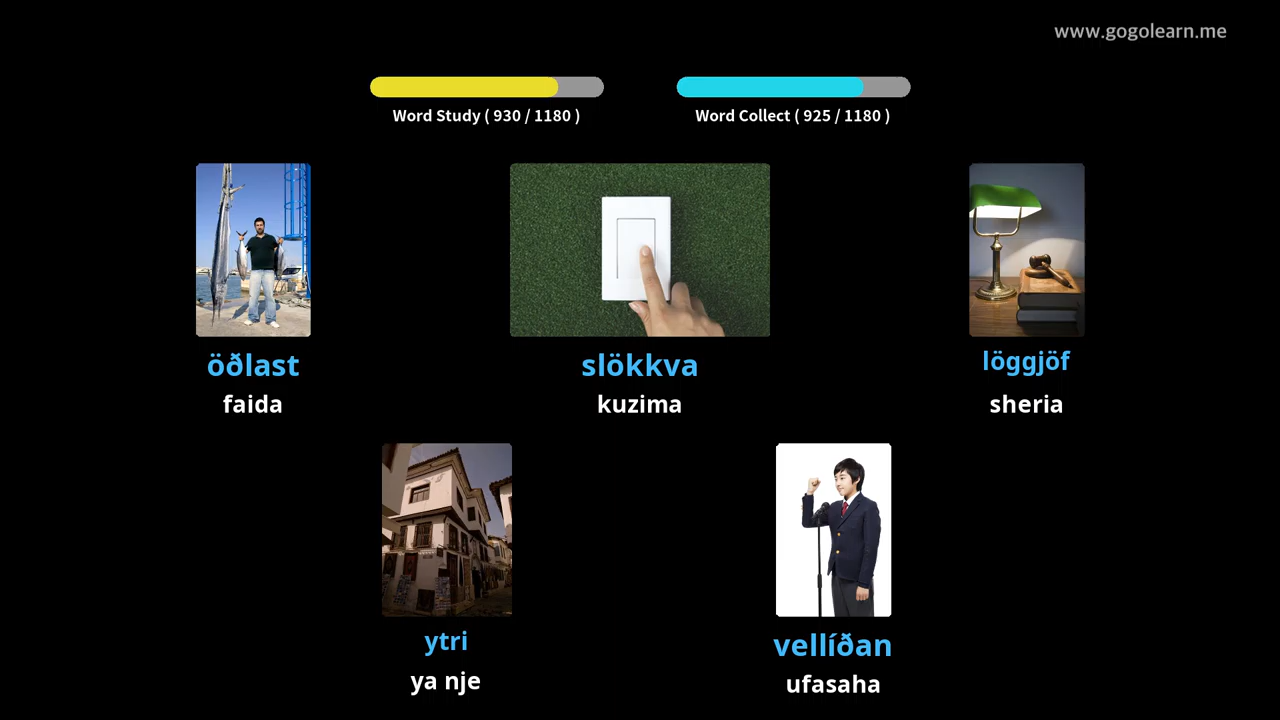 www.gogolearn.me
Word Study ( 930 / 1180 )
Word Collect ( 925 / 1180 )
öðlast
faida
slökkva
kuzima
löggjöf
sheria
ytri
ya nje
vellíðan
ufasaha